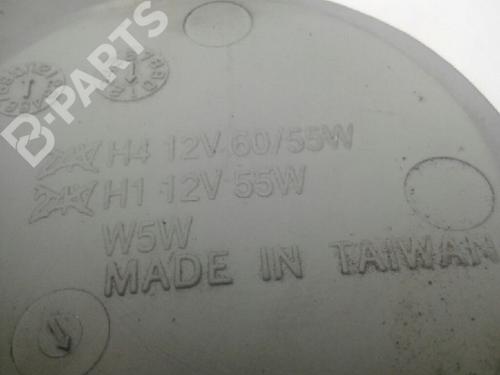 B-PARTS
H4 12V 60/55W
H1 12V 55W
W5W
MADE IN TAIWAN